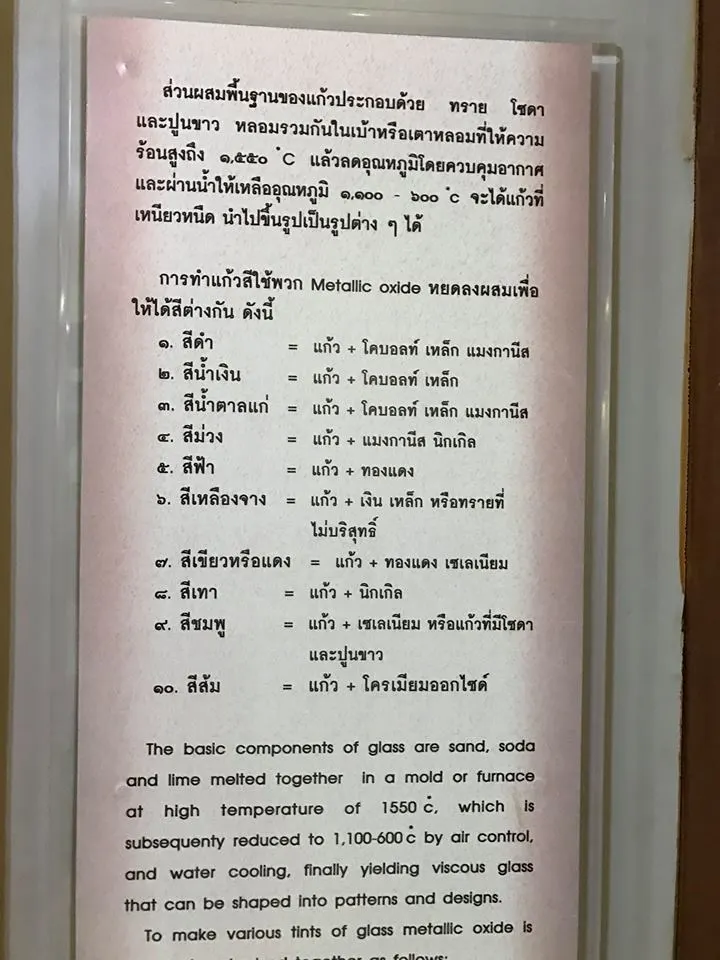 ส่วนผสมพื้นฐานของแก้วประกอบด้วย ทราย โซดา
และปูนขาว หลอมรวมกันในเบ้าหรือเตาหลอมที่ให้ความ
ร้อนสูงถึง ๑,๕๕๐ °C แล้วลดอุณหภูมิโดยควบคุมอากาศ
และผ่านน้ำให้เหลืออุณหภูมิ ๑,๑๐๐ - ๖๐๐ °c จะได้แก้วที่
เหนียวหนืด นำไปขึ้นรูปเป็นรูปต่าง ๆ ได้
การทำแก้วสีใช้พวก Metallic oxide หยดลงผสมเพื่อ
ให้ได้สีต่างกัน ดังนี้
๑. สีดำ = แก้ว + โคบอลท์ เหล็ก แมงกานีส
๒. สีน้ำเงิน = แก้ว + โคบอลท์ เหล็ก
๓. สีน้ำตาลแก่ = แก้ว + โคบอลท์ เหล็ก แมงกานีส
๔. สีม่วง = แก้ว + แมงกานีส นิกเกิล
๕. สีฟ้า = แก้ว + ทองแดง
๖. สีเหลืองจาง = แก้ว + เงิน เหล็ก หรือทรายที่
ไม่บริสุทธิ์
๗. สีเขียวหรือแดง = แก้ว + ทองแดง เซเลเนียม
๘. สีเทา = แก้ว + นิกเกิล
๙. สีชมพู = แก้ว + เซเลเนียม หรือแก้วที่มีโซดา
และปูนขาว
๑๐. สีส้ม = แก้ว + โครเมียมออกไซด์
The basic components of glass are sand, soda
and lime melted together in a mold or furnace
at high temperature of 1550 °c, which is
subsequenty reduced to 1,100-600 °c by air control,
and water cooling, finally yielding viscous glass
that can be shaped into patterns and designs.
To make various tints of glass metallic oxide is
together as follows: